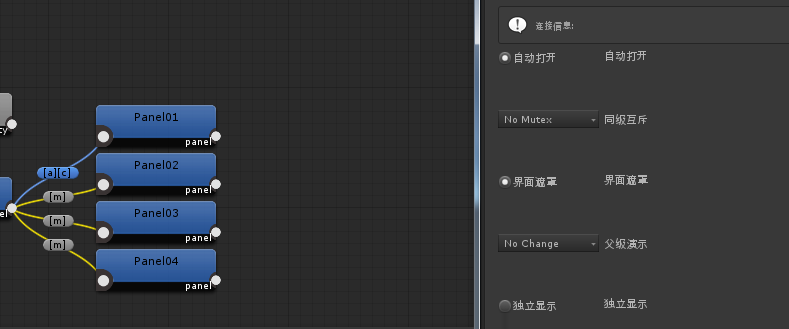 cy
el
Panel01
panel
[a][c]
Panel02
[m]
panel
Panel03
[m]
panel
[m]
Panel04
panel
连接信息:
自动打开 自动打开
No Mutex 同级互斥
界面遮罩 界面遮罩
No Change 父级演示
独立显示 独立显示